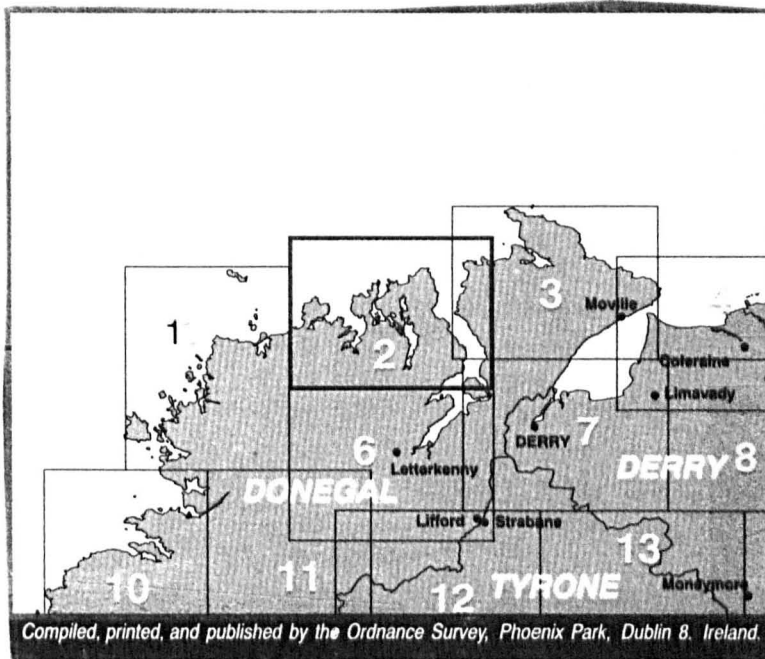 3
Moville
1
2
Coleraine
Limavady
DERRY
7
6
Letterkenny
DERRY
8
DONEGAL
Lifford
Strabane
13
10
11
12
TYRONE
Moneymore
Compiled, printed, and published by the Ordnance Survey, Phoenix Park, Dublin 8. Ireland.